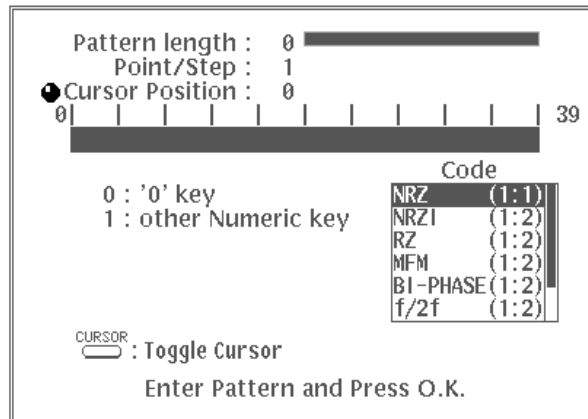 Pattern length : 0
Point/Step : 1
Cursor Position : 0
0 39
Code
0 : '0' key
1 : other Numeric key
NRZ (1:1)
NRZI (1:2)
RZ (1:2)
MFM (1:2)
BI-PHASE(1:2)
f/2f (1:2)
CURSOR
: Toggle Cursor
Enter Pattern and Press O.K.